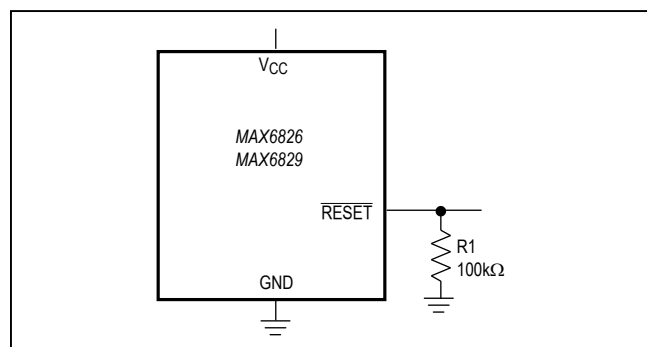 VCC
MAX6826
MAX6829
RESET
R1
100kΩ
GND